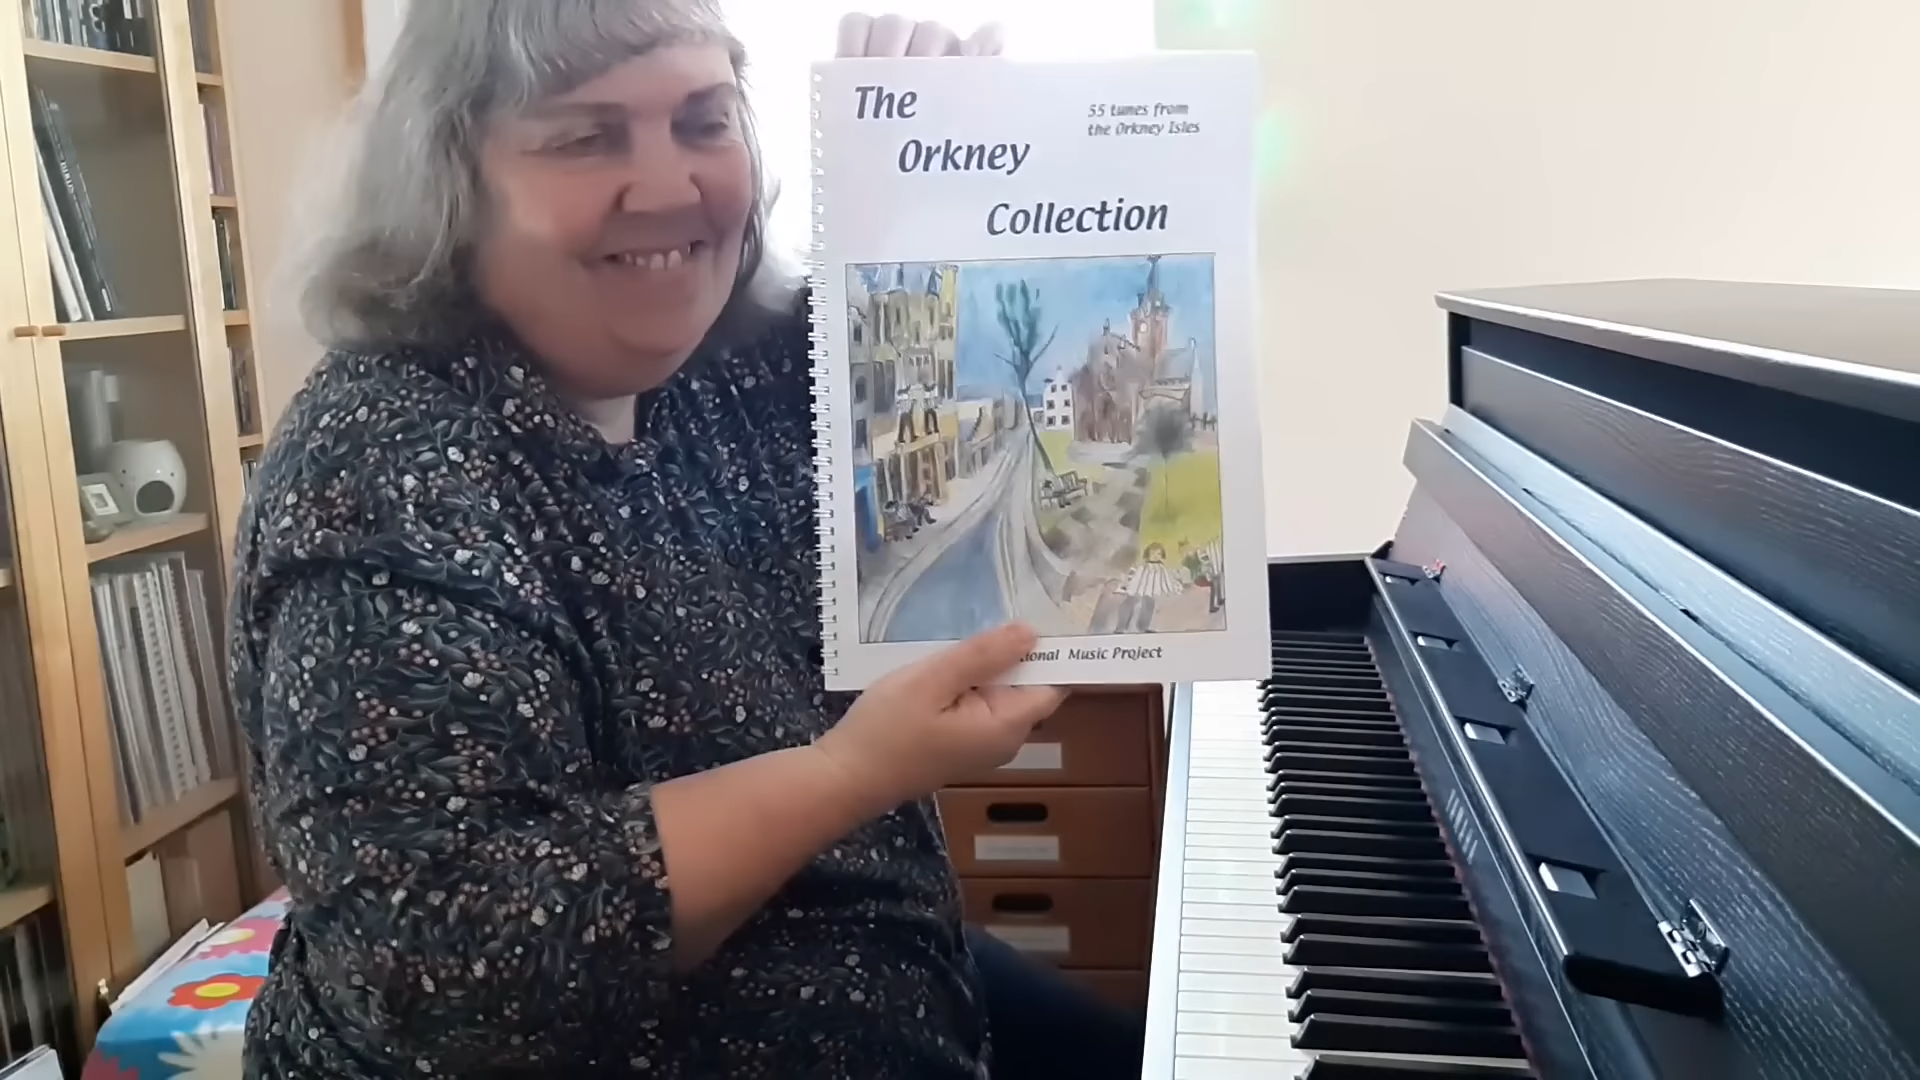 The
Orkney
Collection
55 tunes from
the Orkney Isles
Music Project